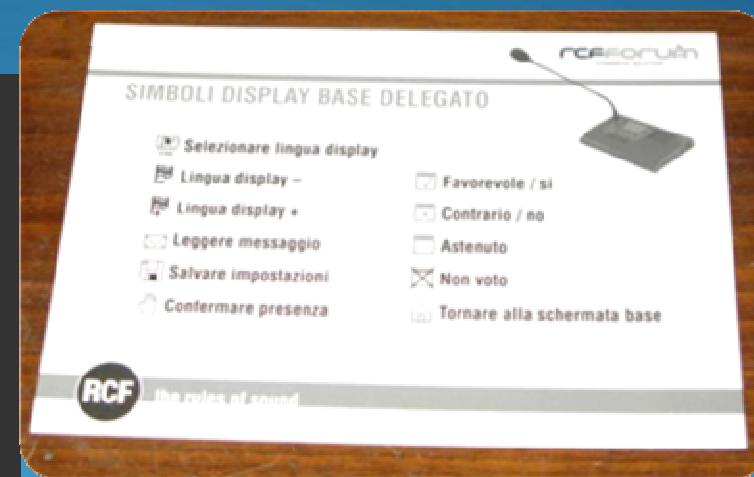 RCFFORUM
SIMBOLI DISPLAY BASE DELEGATO
Selezionare lingua display
Lingua display –
Lingua display +
Leggere messaggio
Salvare impostazioni
Confermare presenza
Favorevole / si
Contrario / no
Astenuto
Non voto
Tornare alla schermata base
RCF the rules of sound